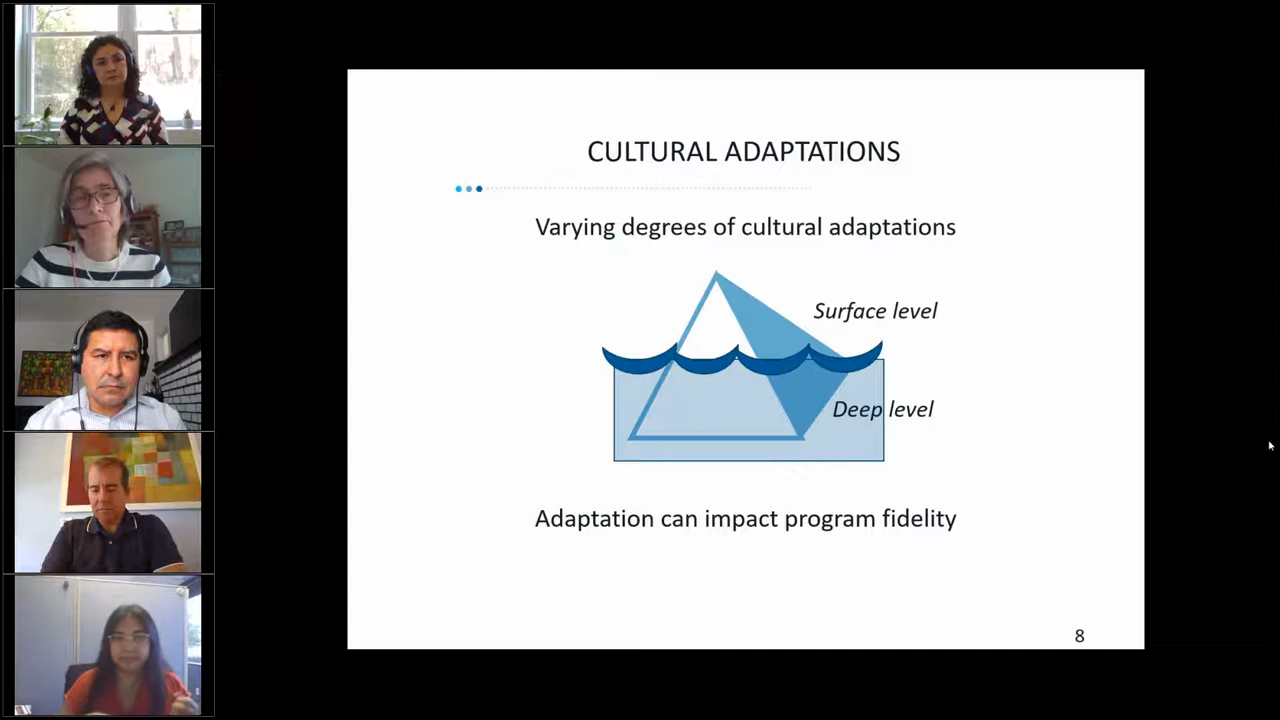 CULTURAL ADAPTATIONS
Varying degrees of cultural adaptations
Surface level
Deep level
Adaptation can impact program fidelity
8